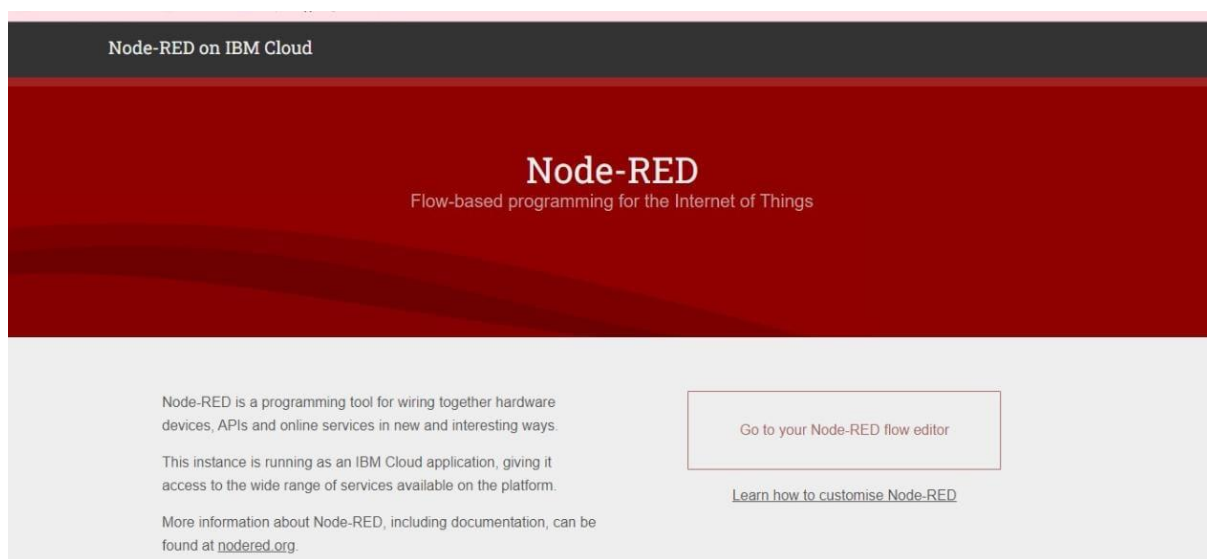 Node-RED on IBM Cloud
Node-RED
Flow-based programming for the Internet of Things
Node-RED is a programming tool for wiring together hardware
devices, APIs and online services in new and interesting ways.
This instance is running as an IBM Cloud application, giving it
access to the wide range of services available on the platform.
More information about Node-RED, including documentation, can be
found at nodered.org.
Go to your Node-RED flow editor
Learn how to customise Node-RED